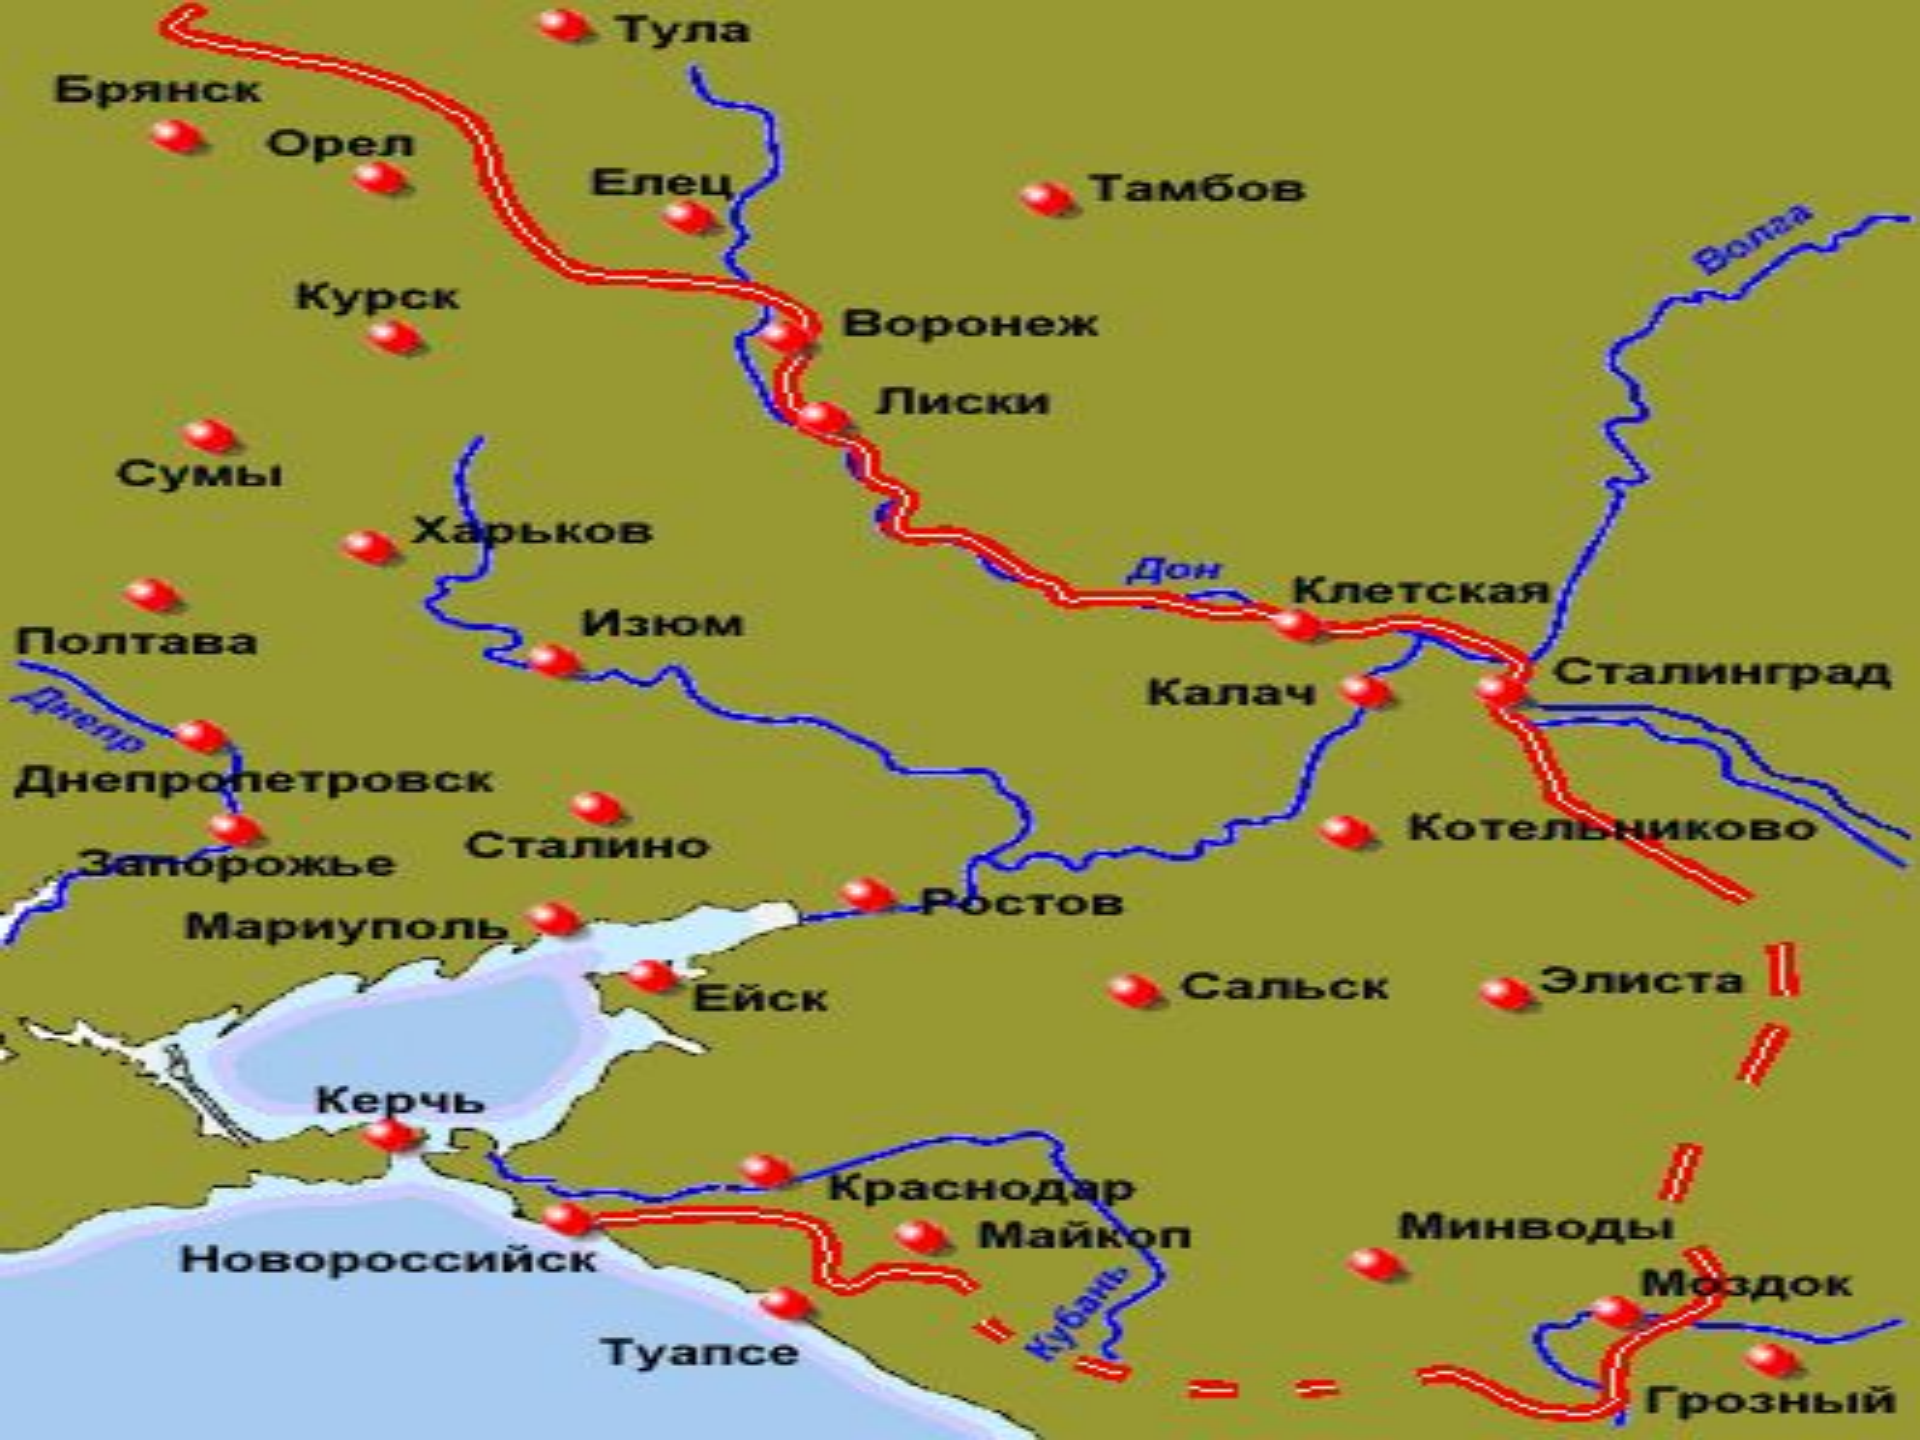 Тула
Брянск
Орел
Елец
Тамбов
Волга
Курск
Воронеж
Лиски
Сумы
Харьков
Дон
Клетская
Изюм
Полтава
Сталинград
Калач
Днепр
Днепропетровск
Котельниково
Сталино
Запорожье
Ростов
Мариуполь
Элиста
Сальск
Ейск
Керчь
Краснодар
Майкоп
Минводы
Новороссийск
Моздок
Кубань
Туапсе
Грозный